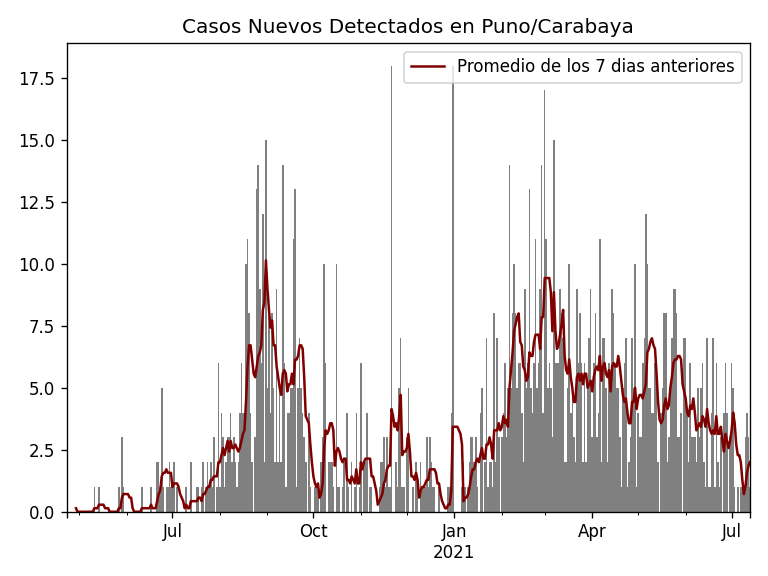 Casos Nuevos Detectados en Puno/Carabaya
Promedio de los 7 dias anteriores
17.5
15.0
12.5
10.0
7.5
5.0
2.5
0.0
Jul
Oct
Jan
2021
Apr
Jul